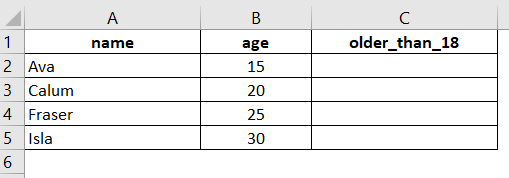 A B C
1 name age older_than_18
2 Ava 15
3 Calum 20
4 Fraser 25
5 Isla 30
6